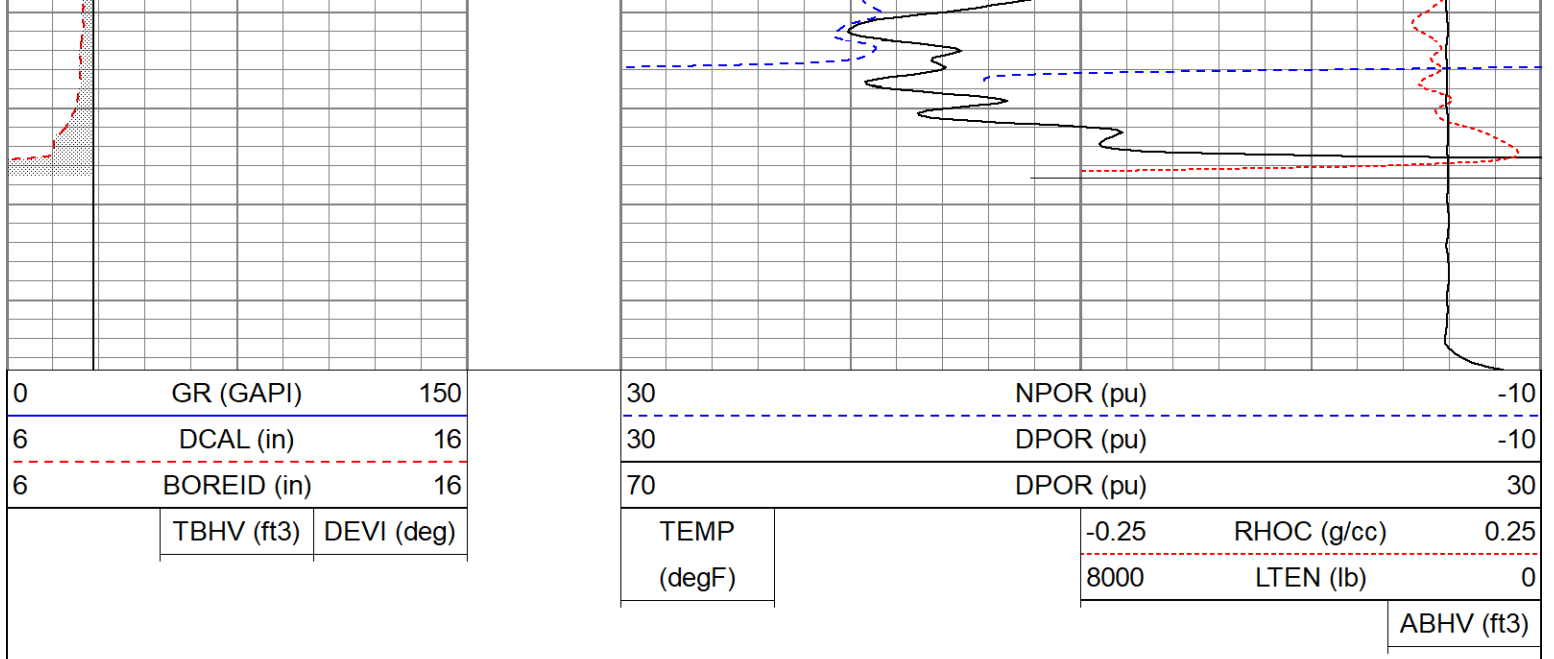 0 GR (GAPI) 150 30 NPOR (pu) -10
6 DCAL (in) 16 30 DPOR (pu) -10
6 BOREID (in) 16 70 DPOR (pu) 30
TBHV (ft3) DEVI (deg) TEMP -0.25 RHOC (g/cc) 0.25
(degF) 8000 LTEN (lb) 0
ABHV (ft3)